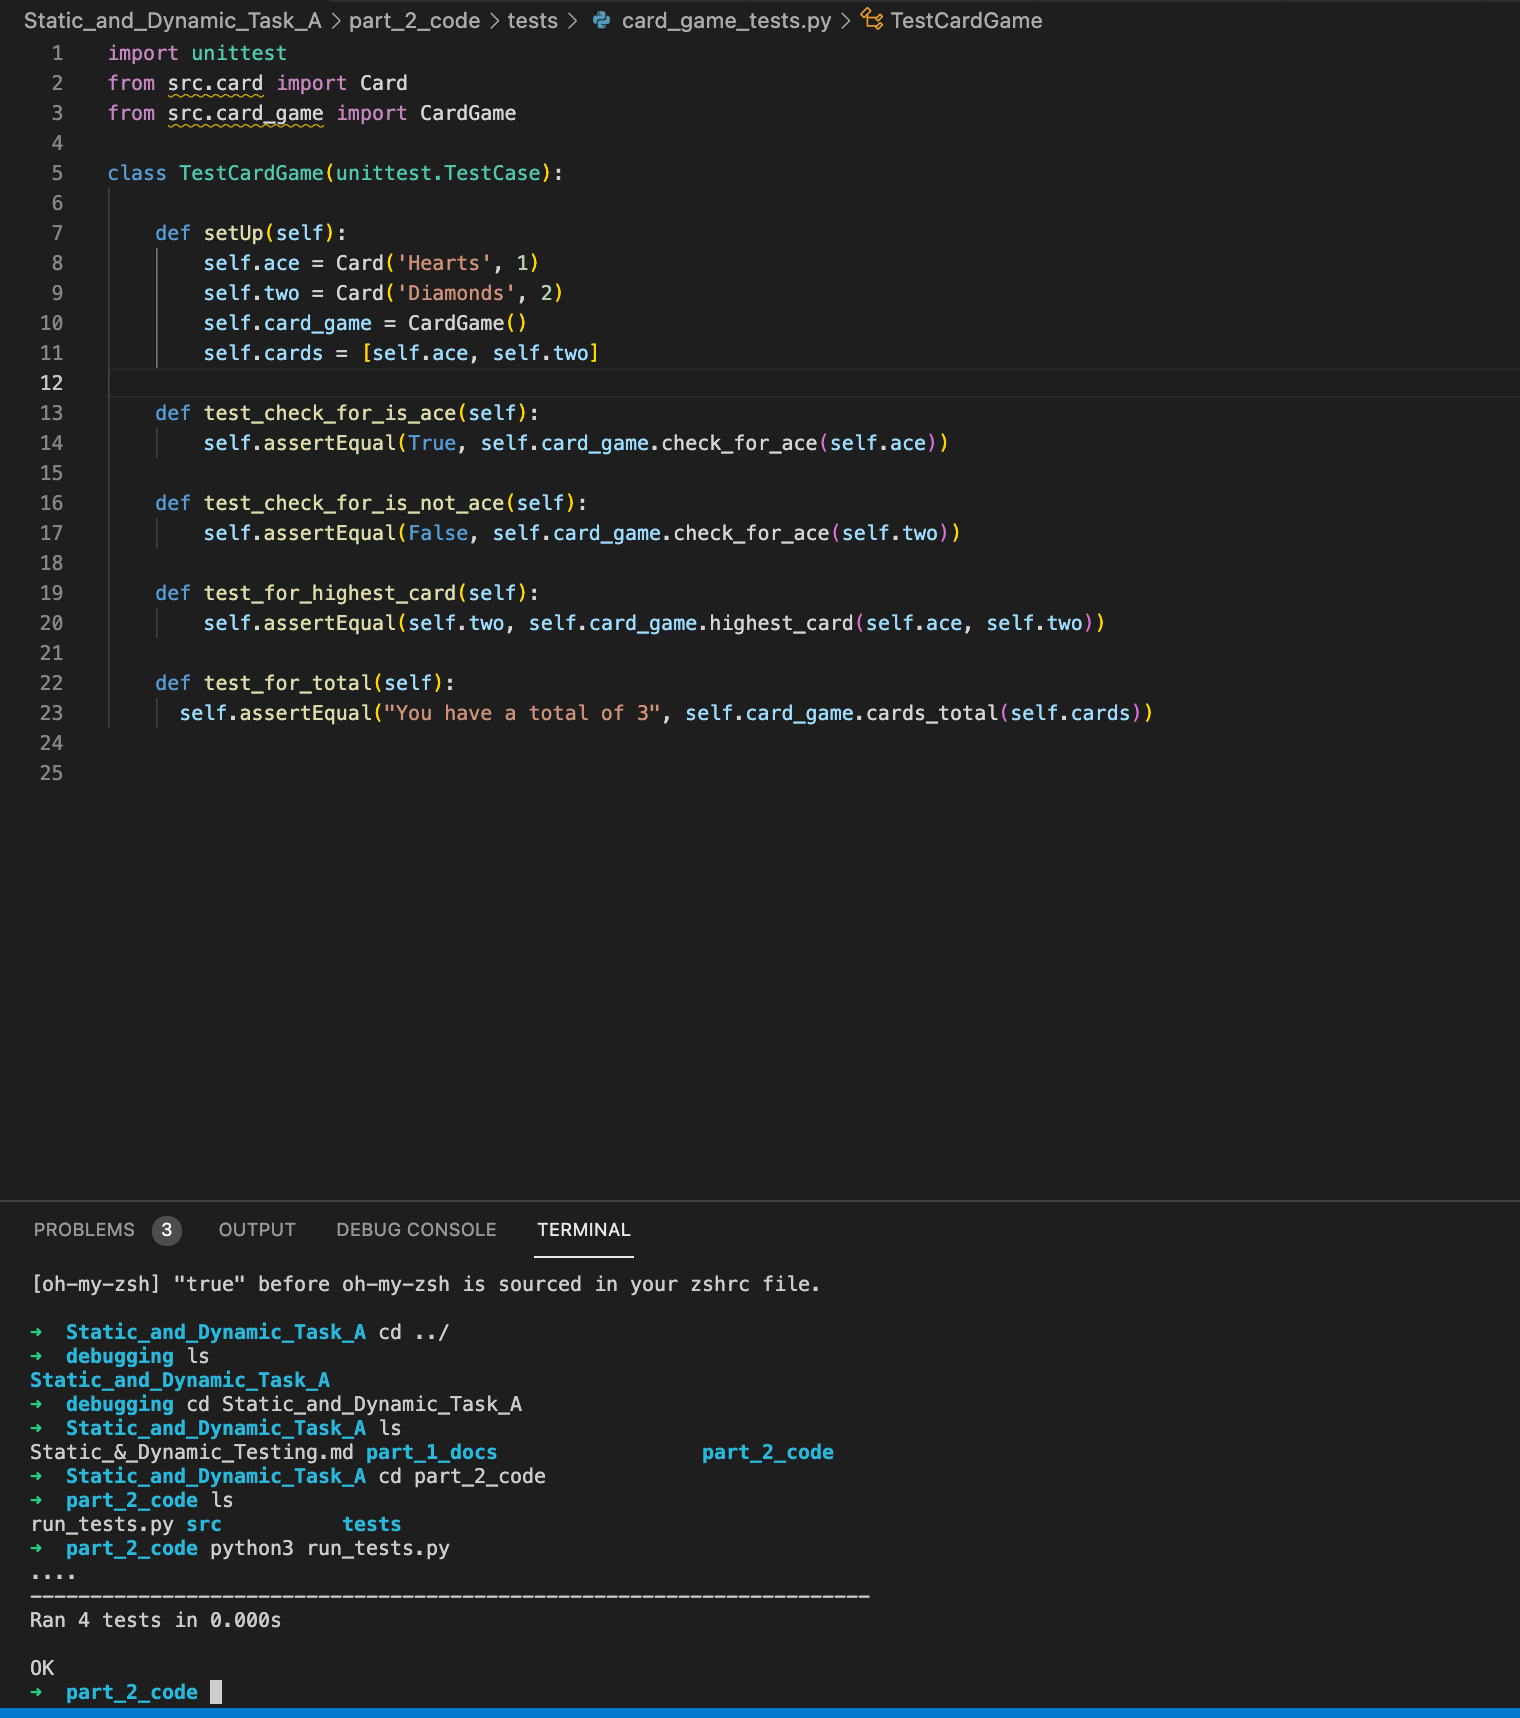 Static_and_Dynamic_Task_A > part_2_code > tests > card_game_tests.py > TestCardGame
1 import unittest
2 from src.card import Card
3 from src.card_game import CardGame
4
5 class TestCardGame(unittest.TestCase):
6
7     def setUp(self):
8         self.ace = Card('Hearts', 1)
9         self.two = Card('Diamonds', 2)
10         self.card_game = CardGame()
11         self.cards = [self.ace, self.two]
12
13     def test_check_for_is_ace(self):
14         self.assertEqual(True, self.card_game.check_for_ace(self.ace))
15
16     def test_check_for_is_not_ace(self):
17         self.assertEqual(False, self.card_game.check_for_ace(self.two))
18
19     def test_for_highest_card(self):
20         self.assertEqual(self.two, self.card_game.highest_card(self.ace, self.two))
21
22     def test_for_total(self):
23       self.assertEqual("You have a total of 3", self.card_game.cards_total(self.cards))
24
25
PROBLEMS 3 OUTPUT DEBUG CONSOLE TERMINAL
[oh-my-zsh] "true" before oh-my-zsh is sourced in your zshrc file.
➜  Static_and_Dynamic_Task_A cd ../
➜  debugging ls
Static_and_Dynamic_Task_A
➜  debugging cd Static_and_Dynamic_Task_A
➜  Static_and_Dynamic_Task_A ls
Static_&_Dynamic_Testing.md part_1_docs                 part_2_code
➜  Static_and_Dynamic_Task_A cd part_2_code
➜  part_2_code ls
run_tests.py src          tests
➜  part_2_code python3 run_tests.py
....
----------------------------------------------------------------------
Ran 4 tests in 0.000s
OK
➜  part_2_code